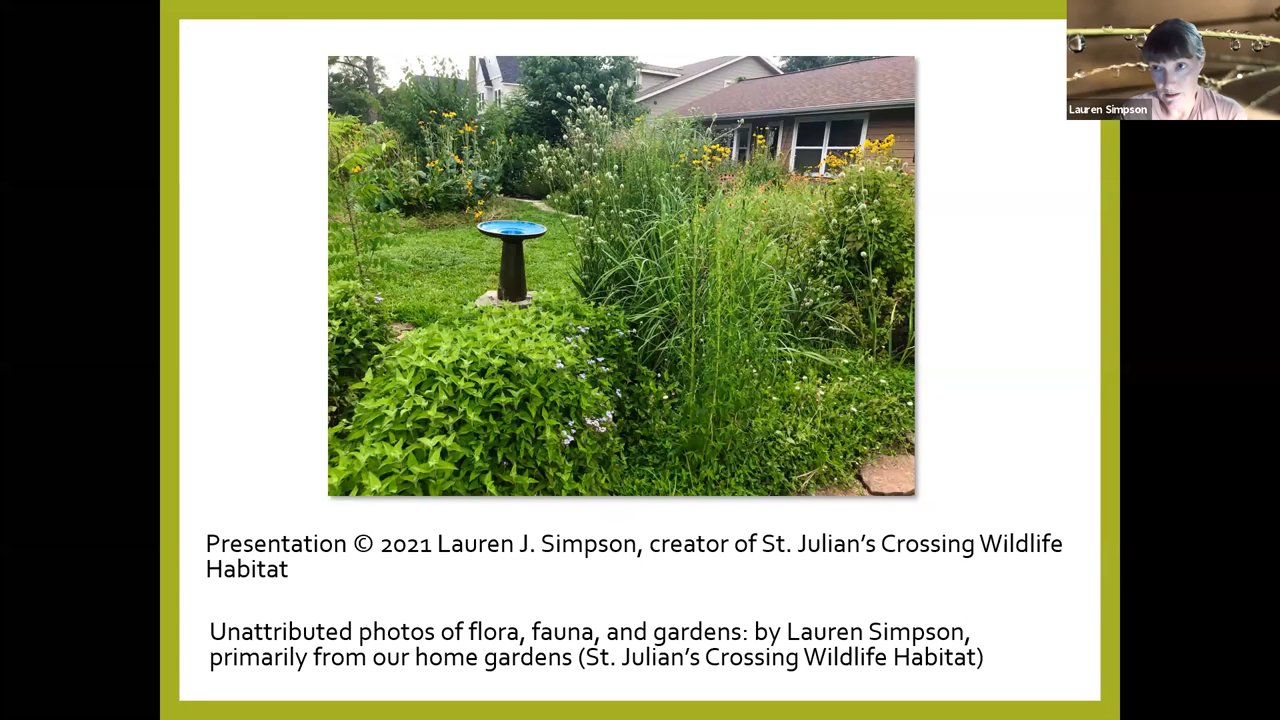 Lauren Simpson
Presentation © 2021 Lauren J. Simpson, creator of St. Julian’s Crossing Wildlife
Habitat
Unattributed photos of flora, fauna, and gardens: by Lauren Simpson,
primarily from our home gardens (St. Julian’s Crossing Wildlife Habitat)